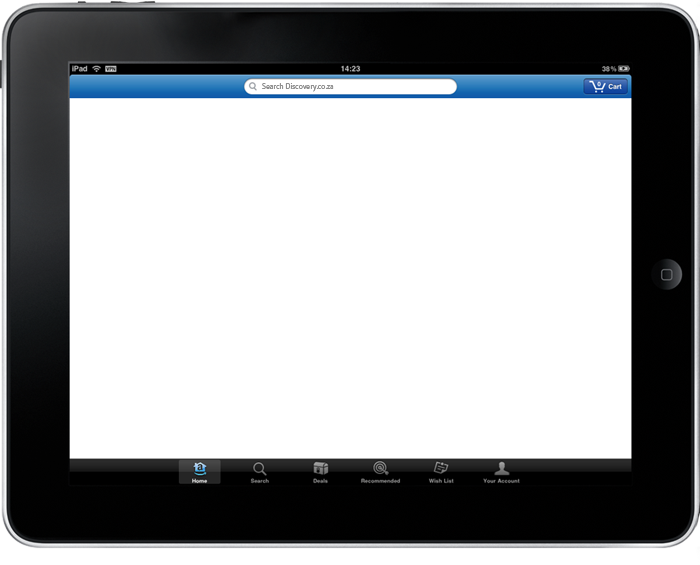 iPad VPN 14:23 38%
Search Discovery.co.za 0 Cart
Home Search Deals Recommended Wish List Your Account